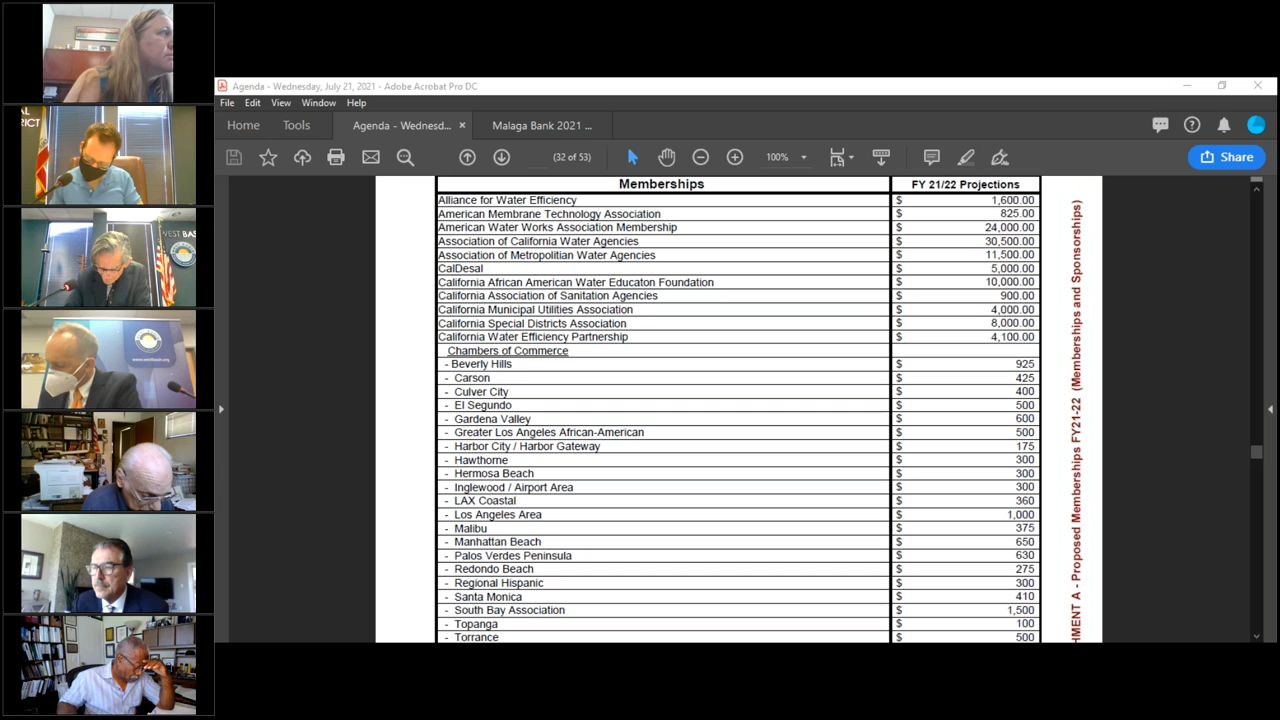 Agenda - Wednesday, July 21, 2021 - Adobe Acrobat Pro DC
File Edit View Window Help
Home Tools Agenda - Wednesd... × Malaga Bank 2021 ...
(32 of 53) 100% Share
Memberships FY 21/22 Projections
Alliance for Water Efficiency $ 1,600.00
American Membrane Technology Association $ 825.00
American Water Works Association Membership $ 24,000.00
Association of California Water Agencies $ 30,500.00
Association of Metropolitan Water Agencies $ 11,500.00
CalDesal $ 5,000.00
California African American Water Educaton Foundation $ 10,000.00
California Association of Sanitation Agencies $ 900.00
California Municipal Utilities Association $ 4,000.00
California Special Districts Association $ 8,000.00
California Water Efficiency Partnership $ 4,100.00
Chambers of Commerce
- Beverly Hills $ 925
- Carson $ 425
- Culver City $ 400
- El Segundo $ 500
- Gardena Valley $ 600
- Greater Los Angeles African-American $ 500
- Harbor City / Harbor Gateway $ 175
- Hawthorne $ 300
- Hermosa Beach $ 300
- Inglewood / Airport Area $ 300
- LAX Coastal $ 360
- Los Angeles Area $ 1,000
- Malibu $ 375
- Manhattan Beach $ 650
- Palos Verdes Peninsula $ 630
- Redondo Beach $ 275
- Regional Hispanic $ 300
- Santa Monica $ 410
- South Bay Association $ 1,500
- Topanga $ 100
- Torrance $ 500
HMENT A - Proposed Memberships FY21-22 (Memberships and Sponsorships)
WEST BAS